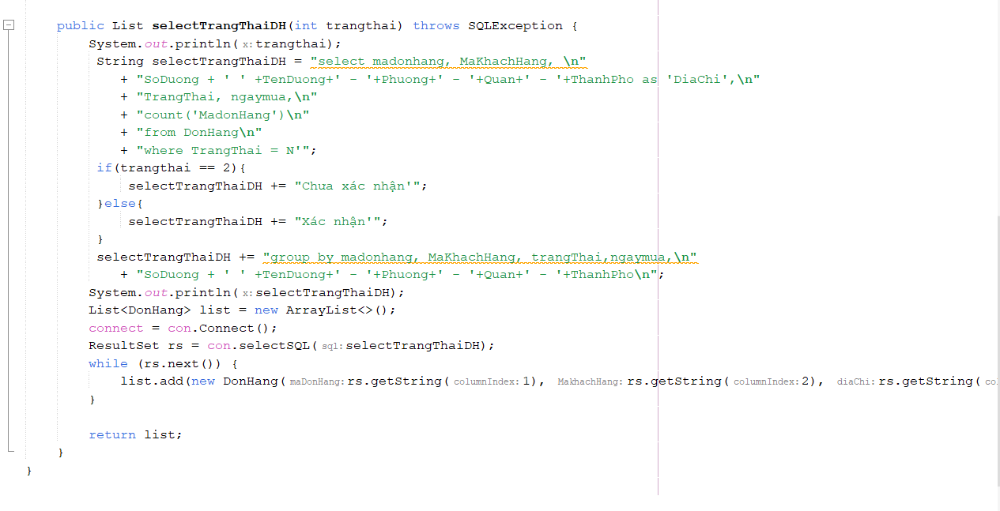 public List selectTrangThaiDH(int trangthai) throws SQLException {
System.out.println( x: trangthai);
String selectTrangThaiDH = "select madonhang, MaKhachHang, \n"
+ "SoDuong + ' ' +TenDuong+' - '+Phuong+' - '+Quan+' - '+ThanhPho as 'DiaChi',\n"
+ "TrangThai, ngaymua,\n"
+ "count('MadonHang')\n"
+ "from DonHang\n"
+ "where TrangThai = N'";
if(trangthai == 2){
selectTrangThaiDH += "Chưa xác nhận'";
}else{
selectTrangThaiDH += "Xác nhận'";
}
selectTrangThaiDH += "group by madonhang, MaKhachHang, trangThai,ngaymua,\n"
+ "SoDuong + ' ' +TenDuong+' - '+Phuong+' - '+Quan+' - '+ThanhPho\n";
System.out.println( x: selectTrangThaiDH);
List<DonHang> list = new ArrayList<>();
connect = con.Connect();
ResultSet rs = con.selectSQL( sql: selectTrangThaiDH);
while (rs.next()) {
list.add(new DonHang( maDonHang: rs.getString( columnIndex: 1), MakhachHang: rs.getString( columnIndex: 2), diaChi: rs.getString(
}
return list;
}
}